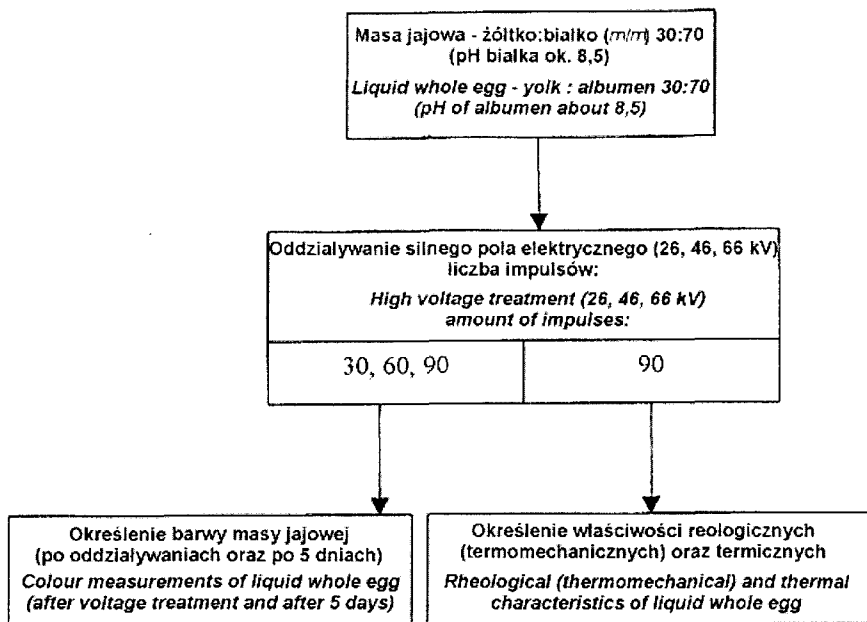 Masa jajowa - żółtko:białko (m/m) 30:70
(pH białka ok. 8,5)
Liquid whole egg - yolk : albumen 30:70
(pH of albumen about 8,5)
Oddziaływanie silnego pola elektrycznego (26, 46, 66 kV)
liczba impulsów:
High voltage treatment (26, 46, 66 kV)
amount of impulses:
30, 60, 90
90
Określenie barwy masy jajowej
(po oddziaływaniach oraz po 5 dniach)
Colour measurements of liquid whole egg
(after voltage treatment and after 5 days)
Określenie właściwości reologicznych
(termomechanicznych) oraz termicznych
Rheological (thermomechanical) and thermal
characteristics of liquid whole egg